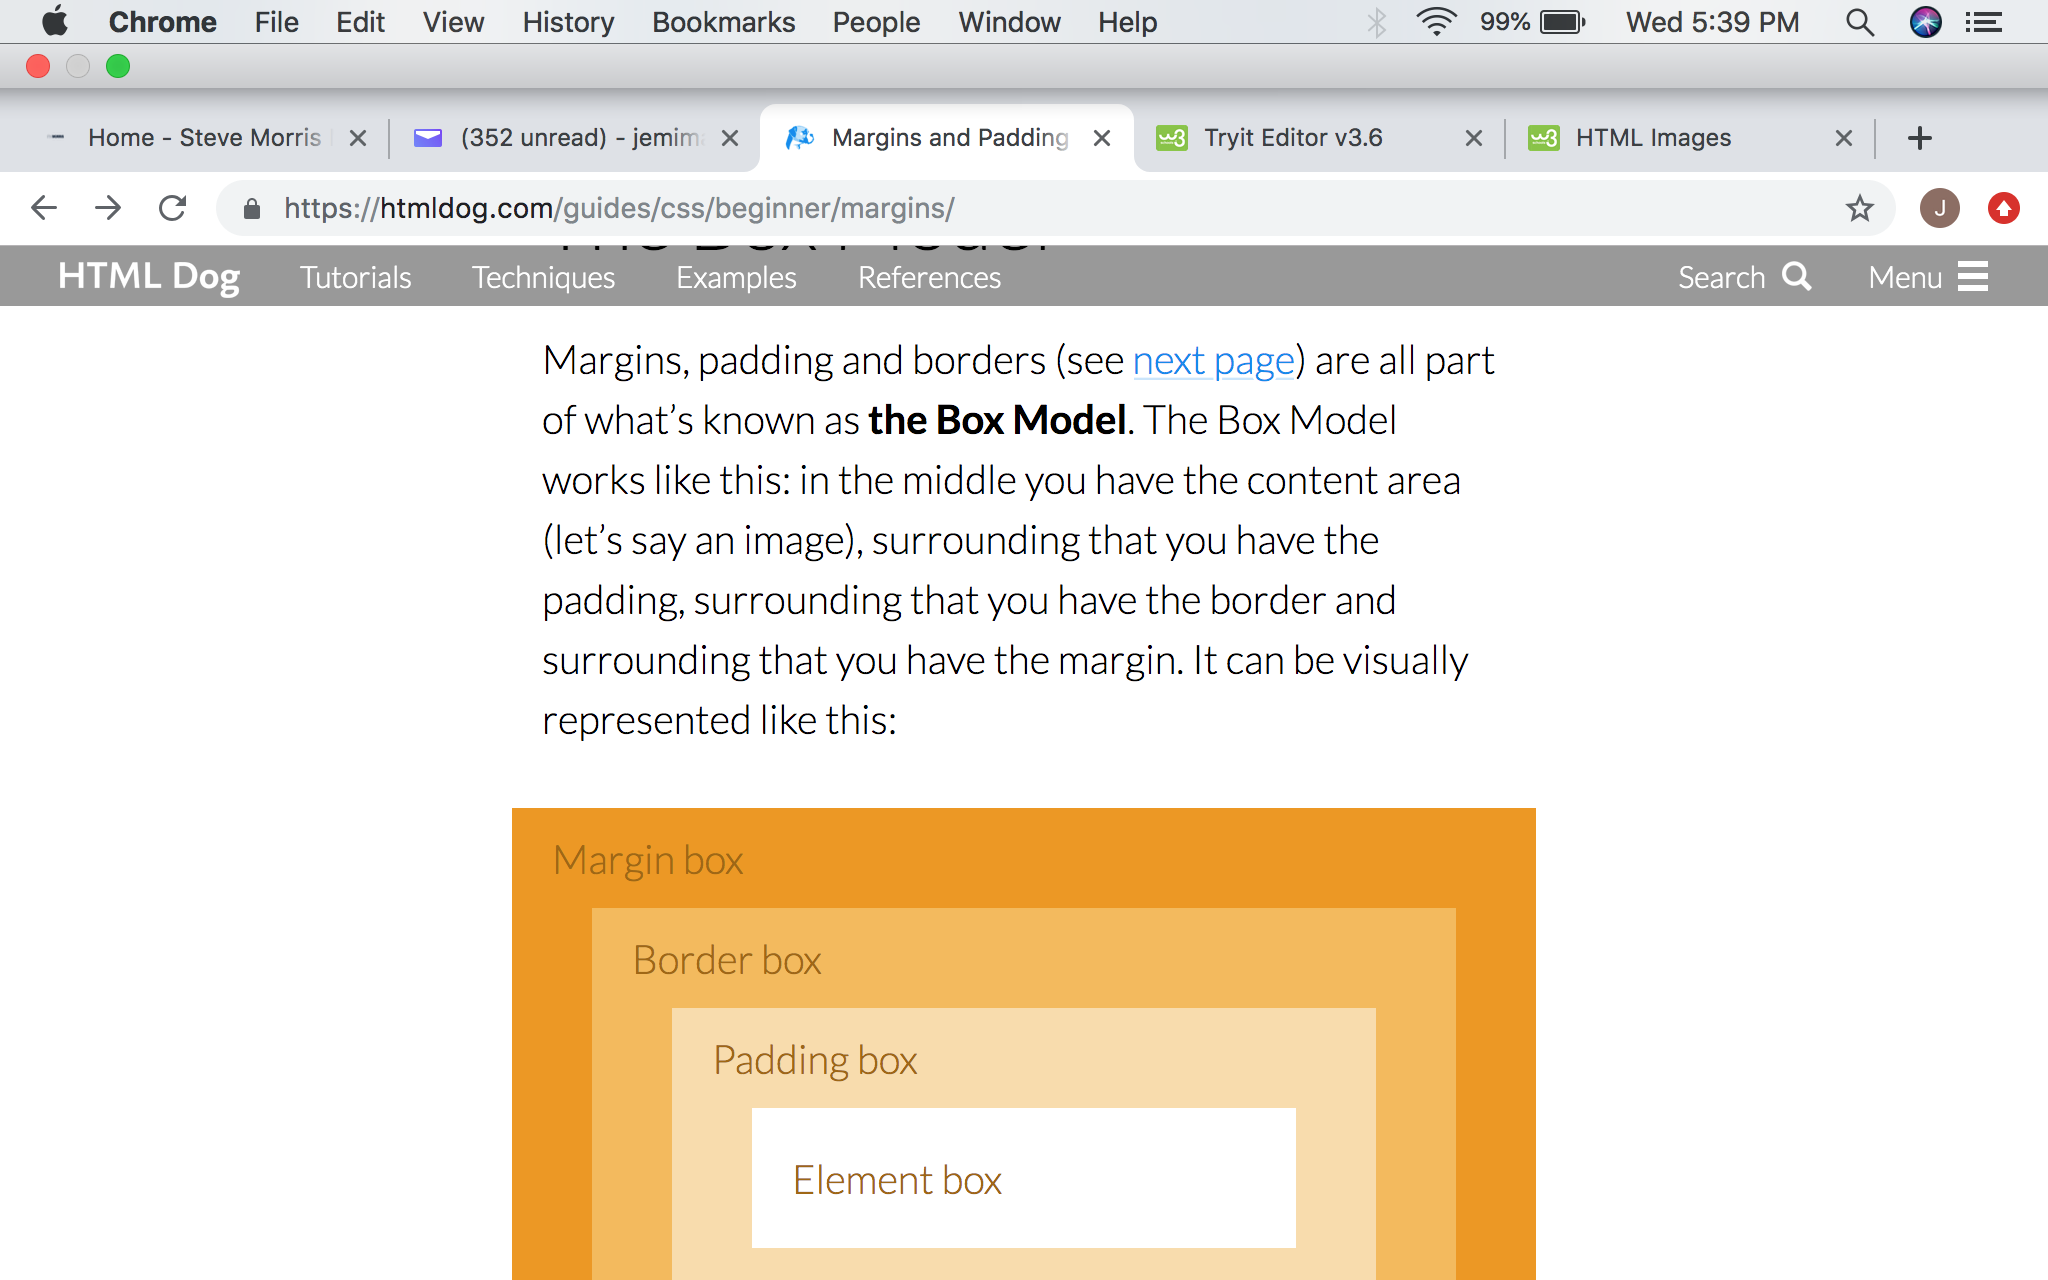 Chrome File Edit View History Bookmarks People Window Help 99% Wed 5:39 PM
Home - Steve Morris (352 unread) - jemim Margins and Padding Tryit Editor v3.6 HTML Images
https://htmldog.com/guides/css/beginner/margins/ J
The Box Model
HTML Dog Tutorials Techniques Examples References Search Menu
Margins, padding and borders (see next page) are all part
of what’s known as the Box Model. The Box Model
works like this: in the middle you have the content area
(let’s say an image), surrounding that you have the
padding, surrounding that you have the border and
surrounding that you have the margin. It can be visually
represented like this:
Margin box
Border box
Padding box
Element box